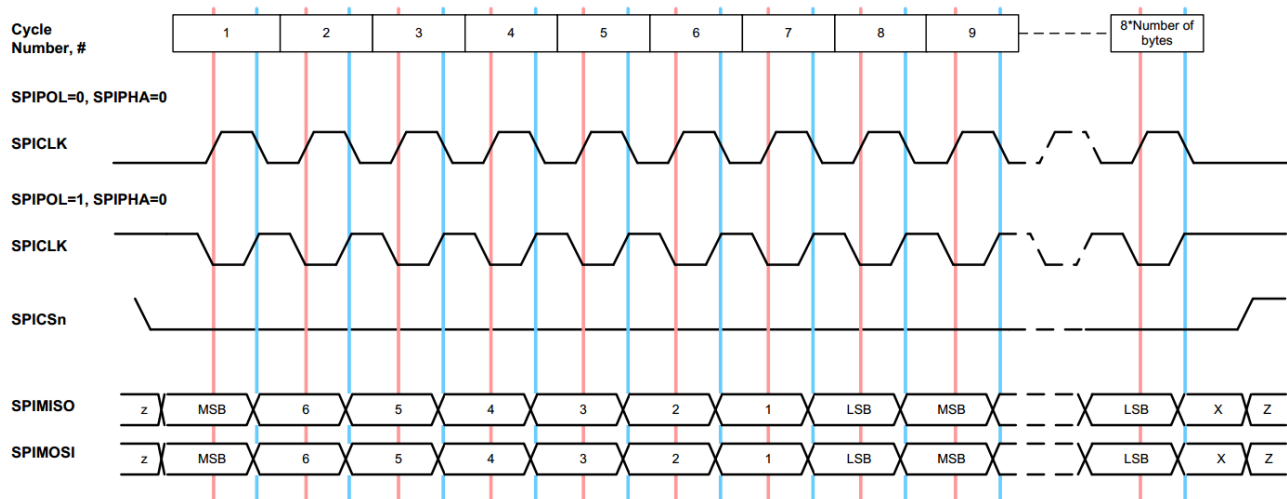 Cycle
Number, #
1 2 3 4 5 6 7 8 9
8*Number of
bytes
SPIPOL=0, SPIPHA=0
SPICLK
SPIPOL=1, SPIPHA=0
SPICLK
SPICSn
SPIMISO z MSB 6 5 4 3 2 1 LSB MSB LSB X Z
SPIMOSI z MSB 6 5 4 3 2 1 LSB MSB LSB X Z